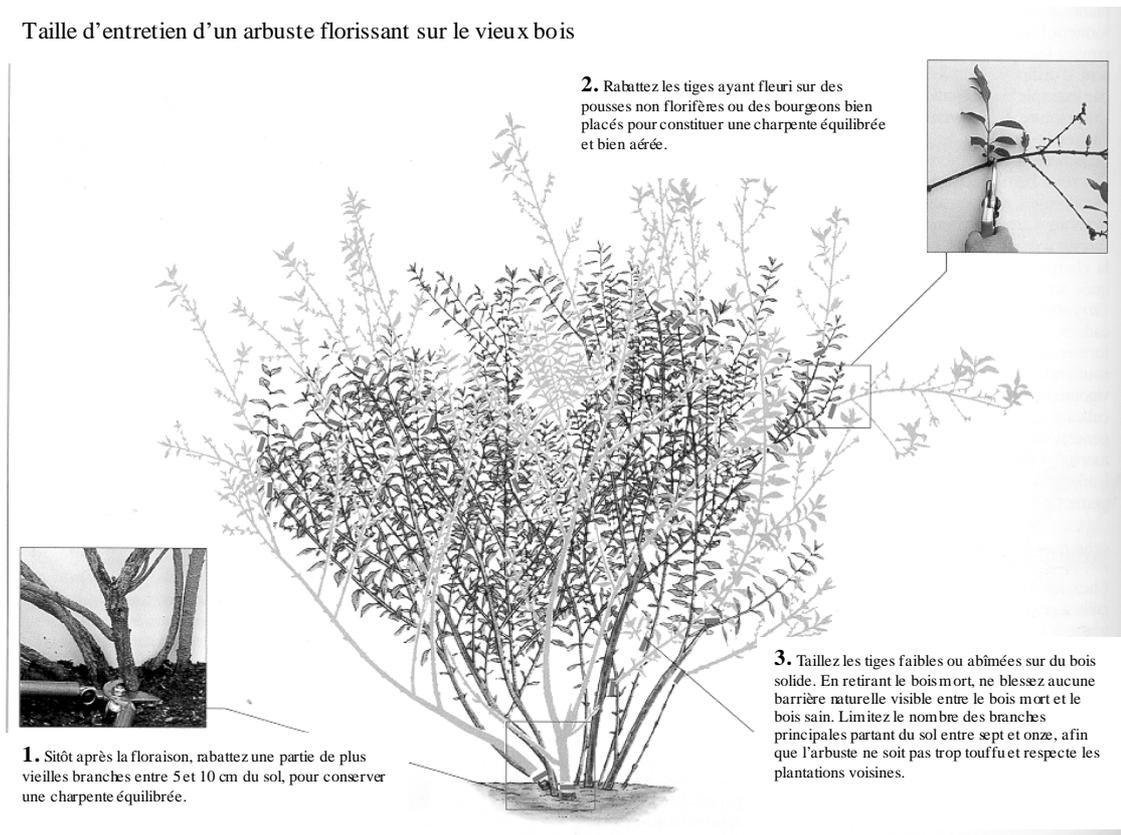 Taille d'entretien d'un arbuste florissant sur le vieux bois
2. Rabattez les tiges ayant fleuri sur des
pousses non florifères ou des bourgeons bien
placés pour constituer une charpente équilibrée
et bien aérée.
1. Sitôt après la floraison, rabattez une partie de plus
vieilles branches entre 5 et 10 cm du sol, pour conserver
une charpente équilibrée.
3. Taillez les tiges faibles ou abîmées sur du bois
solide. En retirant le bois mort, ne blessez aucune
barrière naturelle visible entre le bois mort et le
bois sain. Limitez le nombre des branches
principales partant du sol entre sept et onze, afin
que l'arbuste ne soit pas trop touffu et respecte les
plantations voisines.